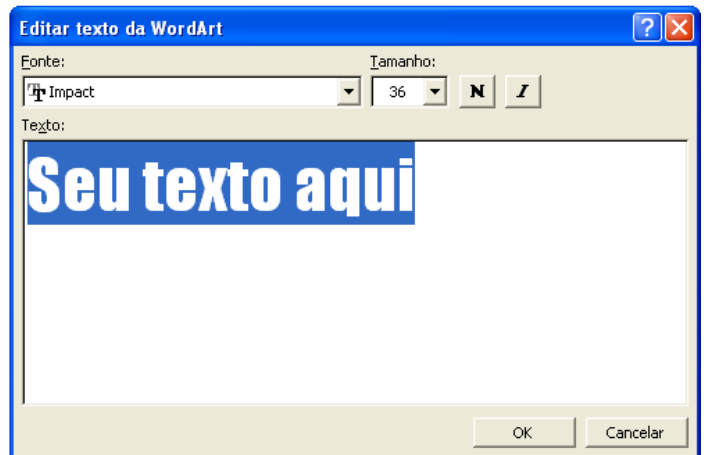 Editar texto da WordArt
Fonte: Tamanho:
Impact 36 N I
Texto:
Seu texto aqui
OK Cancelar